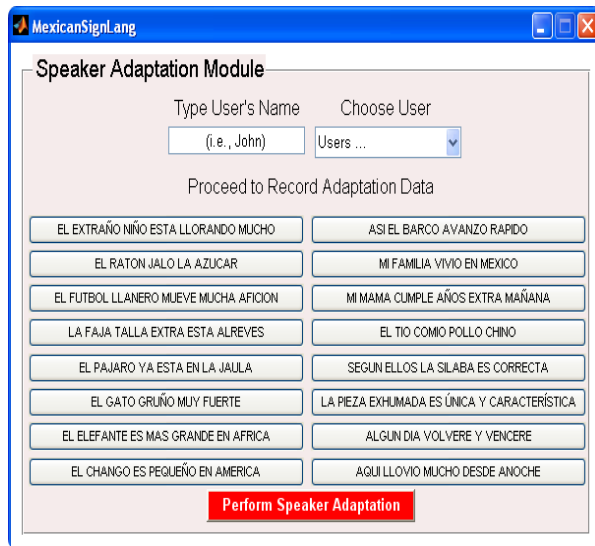 MexicanSignLang
Speaker Adaptation Module
Type User's Name Choose User
(i.e., John) Users ...
Proceed to Record Adaptation Data
EL EXTRAÑO NIÑO ESTA LLORANDO MUCHO ASI EL BARCO AVANZO RAPIDO
EL RATON JALO LA AZUCAR MI FAMILIA VIVIO EN MEXICO
EL FUTBOL LLANERO MUEVE MUCHA AFICION MI MAMA CUMPLE AÑOS EXTRA MAÑANA
LA FAJA TALLA EXTRA ESTA ALREVES EL TIO COMIO POLLO CHINO
EL PAJARO YA ESTA EN LA JAULA SEGUN ELLOS LA SILABA ES CORRECTA
EL GATO GRUÑO MUY FUERTE LA PIEZA EXHUMADA ES ÚNICA Y CARACTERÍSTICA
EL ELEFANTE ES MAS GRANDE EN AFRICA ALGUN DIA VOLVERE Y VENCERE
EL CHANGO ES PEQUEÑO EN AMERICA AQUI LLOVIO MUCHO DESDE ANOCHE
Perform Speaker Adaptation